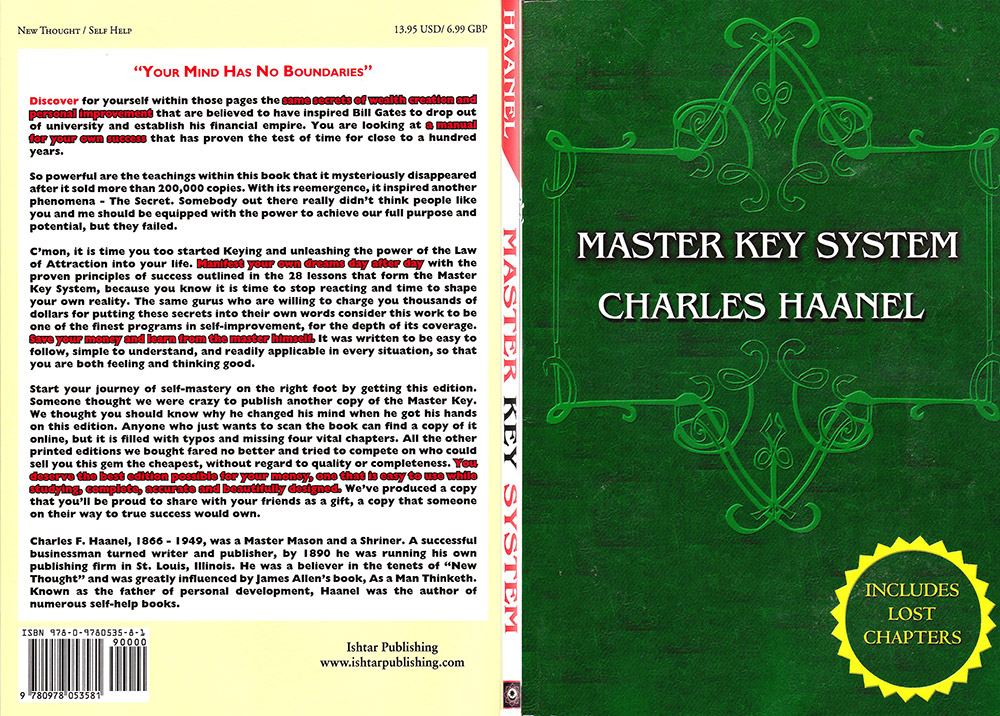 NEW THOUGHT / SELF HELP
13.95 USD/ 6.99 GBP
“YOUR MIND HAS NO BOUNDARIES”
Discover for yourself within those pages the same secrets of wealth creation and
personal improvement that are believed to have inspired Bill Gates to drop out
of university and establish his financial empire. You are looking at a manual
for your own success that has proven the test of time for close to a hundred
years.
So powerful are the teachings within this book that it mysteriously disappeared
after it sold more than 200,000 copies. With its reemergence, it inspired another
phenomena - The Secret. Somebody out there really didn’t think people like
you and me should be equipped with the power to achieve our full purpose and
potential, but they failed.
C’mon, it is time you too started Keying and unleashing the power of the Law
of Attraction into your life. Manifest your own dreams day after day with the
proven principles of success outlined in the 28 lessons that form the Master
Key System, because you know it is time to stop reacting and time to shape
your own reality. The same gurus who are willing to charge you thousands of
dollars for putting these secrets into their own words consider this work to be
one of the finest programs in self-improvement, for the depth of its coverage.
Save your money and learn from the master himself. It was written to be easy to
follow, simple to understand, and readily applicable in every situation, so that
you are both feeling and thinking good.
Start your journey of self-mastery on the right foot by getting this edition.
Someone thought we were crazy to publish another copy of the Master Key.
We thought you should know why he changed his mind when he got his hands
on this edition. Anyone who just wants to scan the book can find a copy of it
online, but it is filled with typos and missing four vital chapters. All the other
printed editions we bought fared no better and tried to compete on who could
sell you this gem the cheapest, without regard to quality or completeness. You
deserve the best edition possible for your money, one that is easy to use while
studying, complete, accurate and beautifully designed. We’ve produced a copy
that you’ll be proud to share with your friends as a gift, a copy that someone
on their way to true success would own.
Charles F. Haanel, 1866 - 1949, was a Master Mason and a Shriner. A successful
businessman turned writer and publisher, by 1890 he was running his own
publishing firm in St. Louis, Illinois. He was a believer in the tenets of “New
Thought” and was greatly influenced by James Allen’s book, As a Man Thinketh.
Known as the father of personal development, Haanel was the author of
numerous self-help books.
ISBN 978-0-9780535-8-1
90000
9 780978 053581
Ishtar Publishing
www.ishtarpublishing.com
HAANEL
MASTER KEY SYSTEM
MASTER KEY SYSTEM
CHARLES HAANEL
INCLUDES
LOST
CHAPTERS